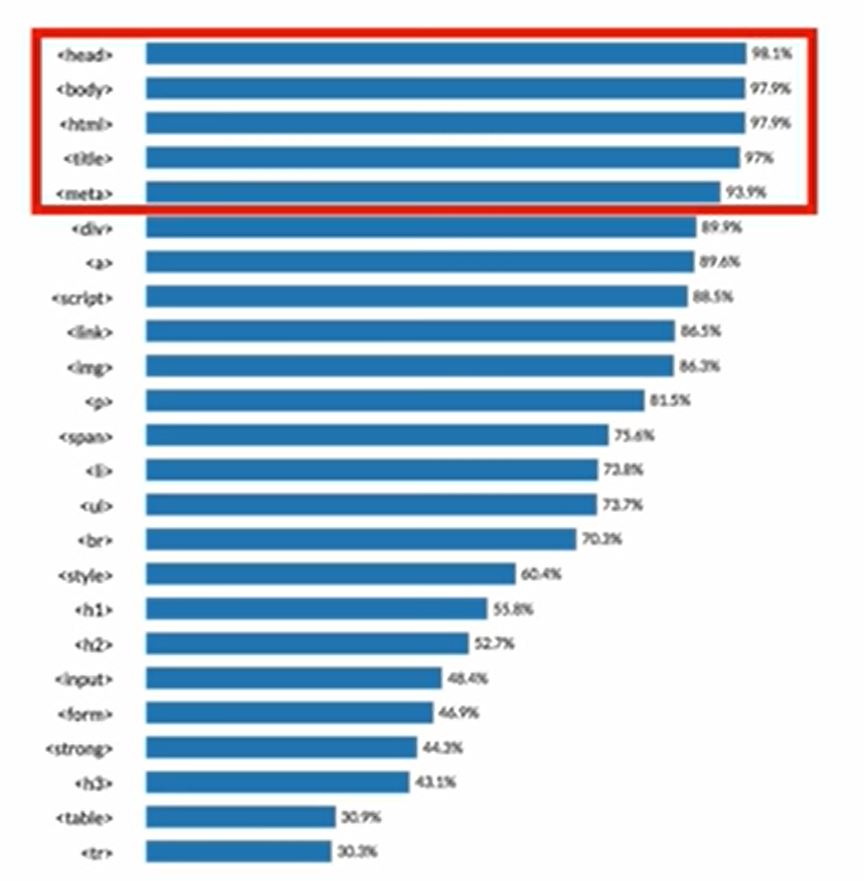 <head> 98.1%
<body> 97.9%
<html> 97.9%
<title> 97%
<meta> 93.9%
<div> 89.9%
<a> 89.6%
<script> 88.5%
<link> 86.5%
<img> 86.3%
<p> 81.5%
<span> 75.6%
<li> 73.8%
<ul> 73.7%
<br> 70.3%
<style> 60.4%
<h1> 55.8%
<h2> 52.7%
<input> 48.4%
<form> 46.9%
<strong> 44.3%
<h3> 43.1%
<table> 30.9%
<tr> 30.3%